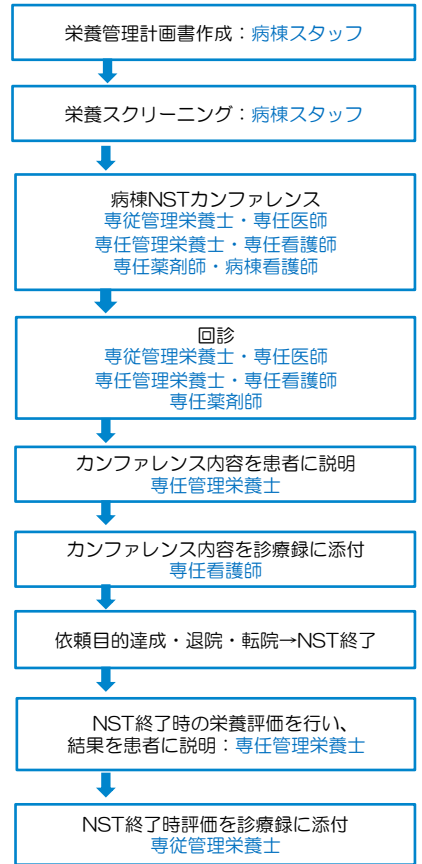 栄養管理計画書作成：病棟スタッフ
栄養スクリーニング：病棟スタッフ
病棟NSTカンファレンス
専従管理栄養士・専任医師
専任管理栄養士・専任看護師
専任薬剤師・病棟看護師
回診
専従管理栄養士・専任医師
専任管理栄養士・専任看護師
専任薬剤師
カンファレンス内容を患者に説明
専任管理栄養士
カンファレンス内容を診療録に添付
専任看護師
依頼目的達成・退院・転院→NST終了
NST終了時の栄養評価を行い、
結果を患者に説明：専任管理栄養士
NST終了時評価を診療録に添付
専従管理栄養士